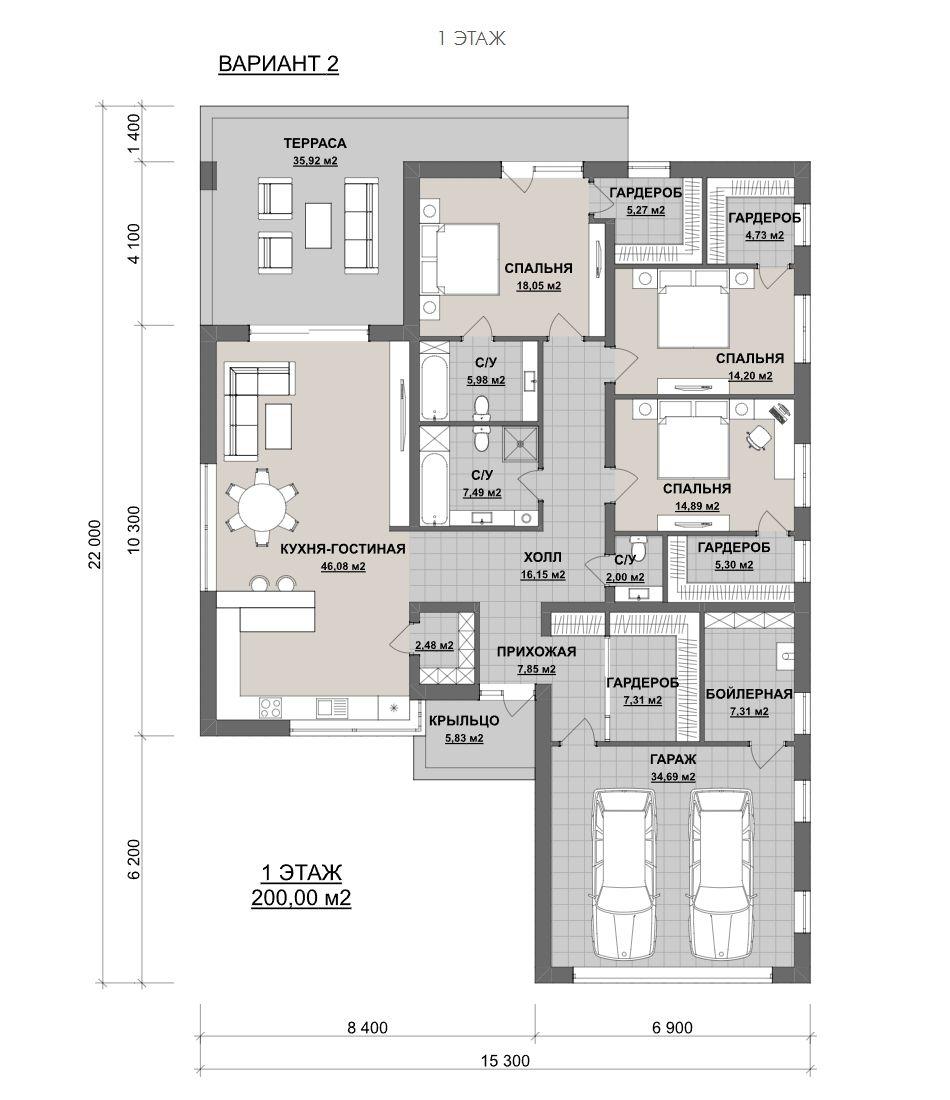 1 ЭТАЖ
ВАРИАНТ 2
1 400
4 100
10 300
22 000
6 200
ТЕРРАСА
35,92 м2
СПАЛЬНЯ
18,05 м2
ГАРДЕРОБ
5,27 м2
ГАРДЕРОБ
4,73 м2
СПАЛЬНЯ
14,20 м2
С/У
5,98 м2
С/У
7,49 м2
СПАЛЬНЯ
14,89 м2
КУХНЯ-ГОСТИНАЯ
46,08 м2
ХОЛЛ
16,15 м2
С/У
2,00 м2
ГАРДЕРОБ
5,30 м2
2,48 м2
ПРИХОЖАЯ
7,85 м2
ГАРДЕРОБ
7,31 м2
БОЙЛЕРНАЯ
7,31 м2
КРЫЛЬЦО
5,83 м2
ГАРАЖ
34,69 м2
1 ЭТАЖ
200,00 м2
8 400
6 900
15 300